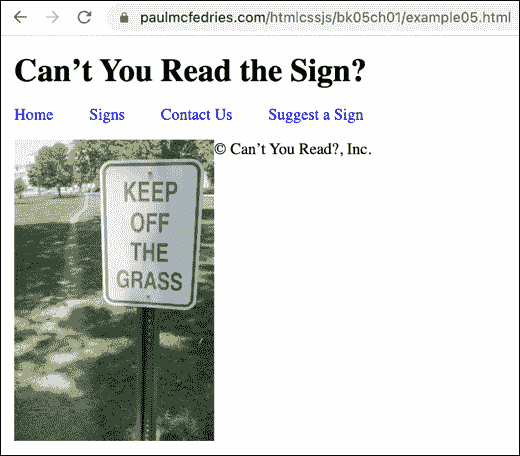 paulmcfedries.com/htmlcssjs/bk05ch01/example05.html
Can’t You Read the Sign?
Home Signs Contact Us Suggest a Sign
© Can’t You Read?, Inc.
KEEP
OFF
THE
GRASS